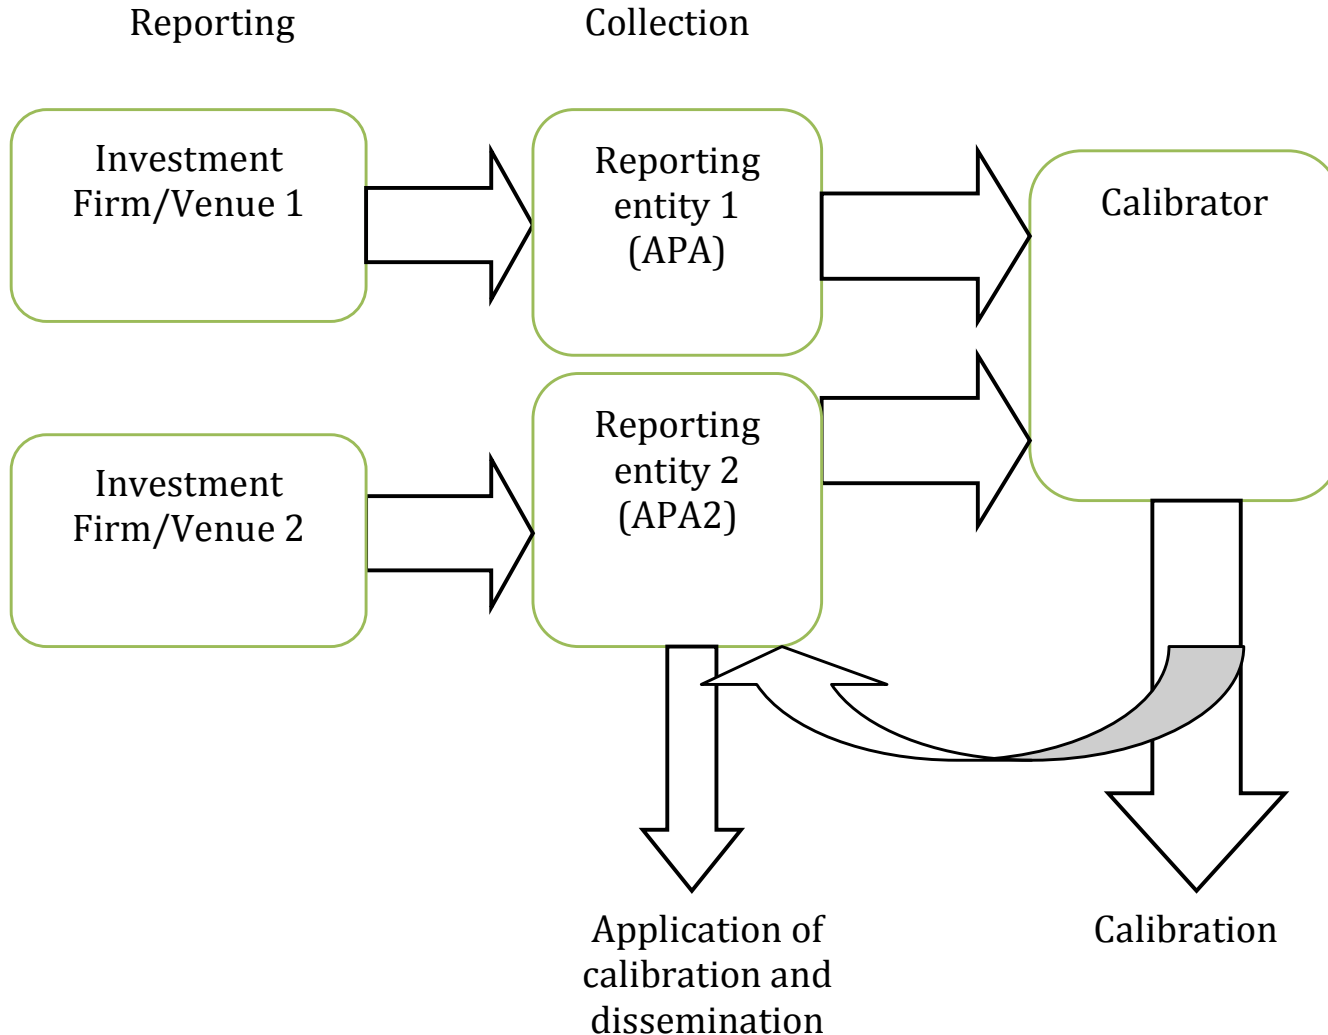 Reporting
Collection
Investment
Firm/Venue 1
Reporting
entity 1
(APA)
Calibrator
Investment
Firm/Venue 2
Reporting
entity 2
(APA2)
Application of
calibration and
dissemination
Calibration